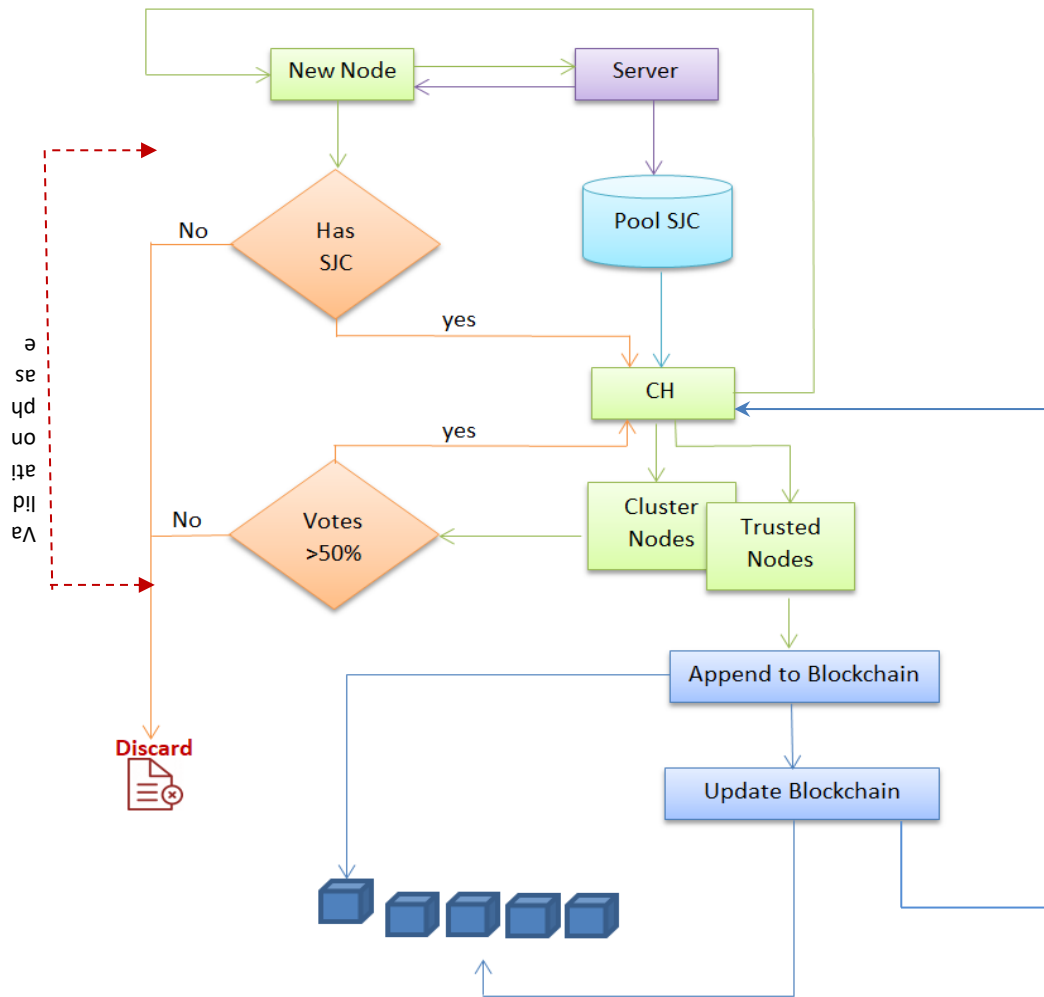 New Node
Server
No
Has
SJC
Pool SJC
yes
CH
yes
No
Votes
>50%
Cluster
Nodes
Trusted
Nodes
Va
lid
ati
on
ph
as
e
Append to Blockchain
Discard
Update Blockchain